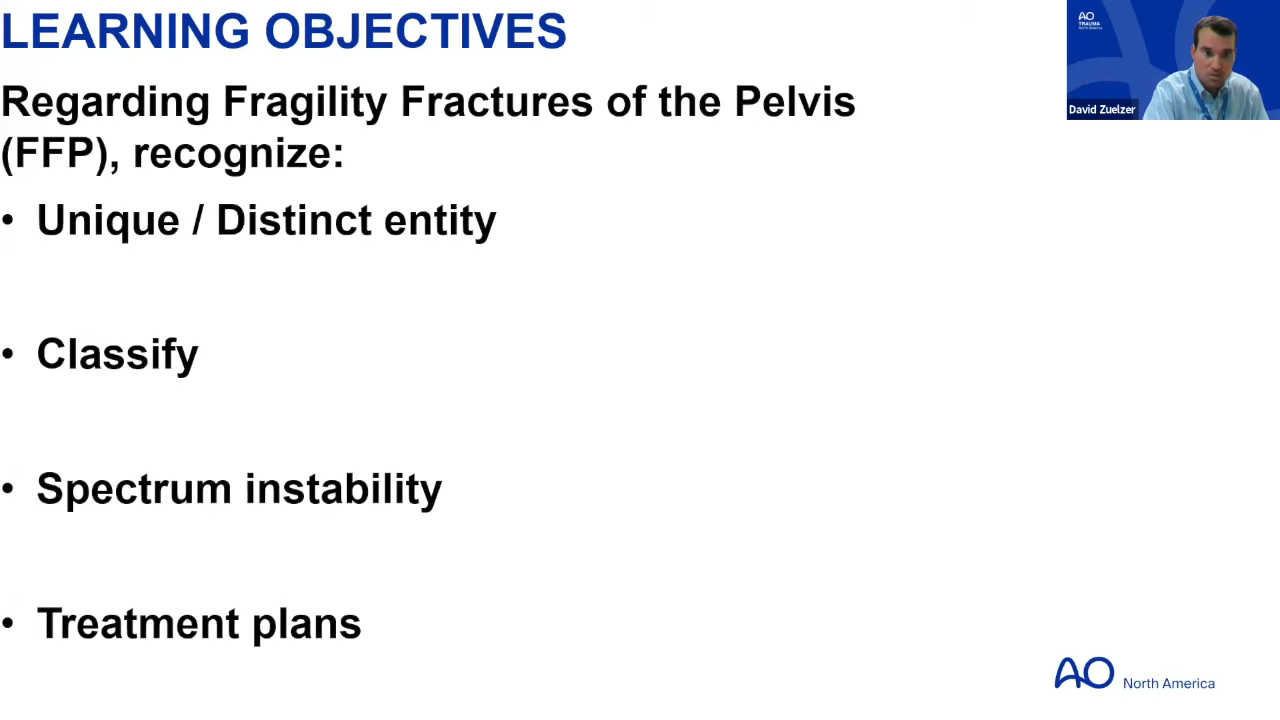 LEARNING OBJECTIVES
Regarding Fragility Fractures of the Pelvis
(FFP), recognize:
• Unique / Distinct entity
• Classify
• Spectrum instability
• Treatment plans
AO
TRAUMA
North America
David Zuelzer
AO North America